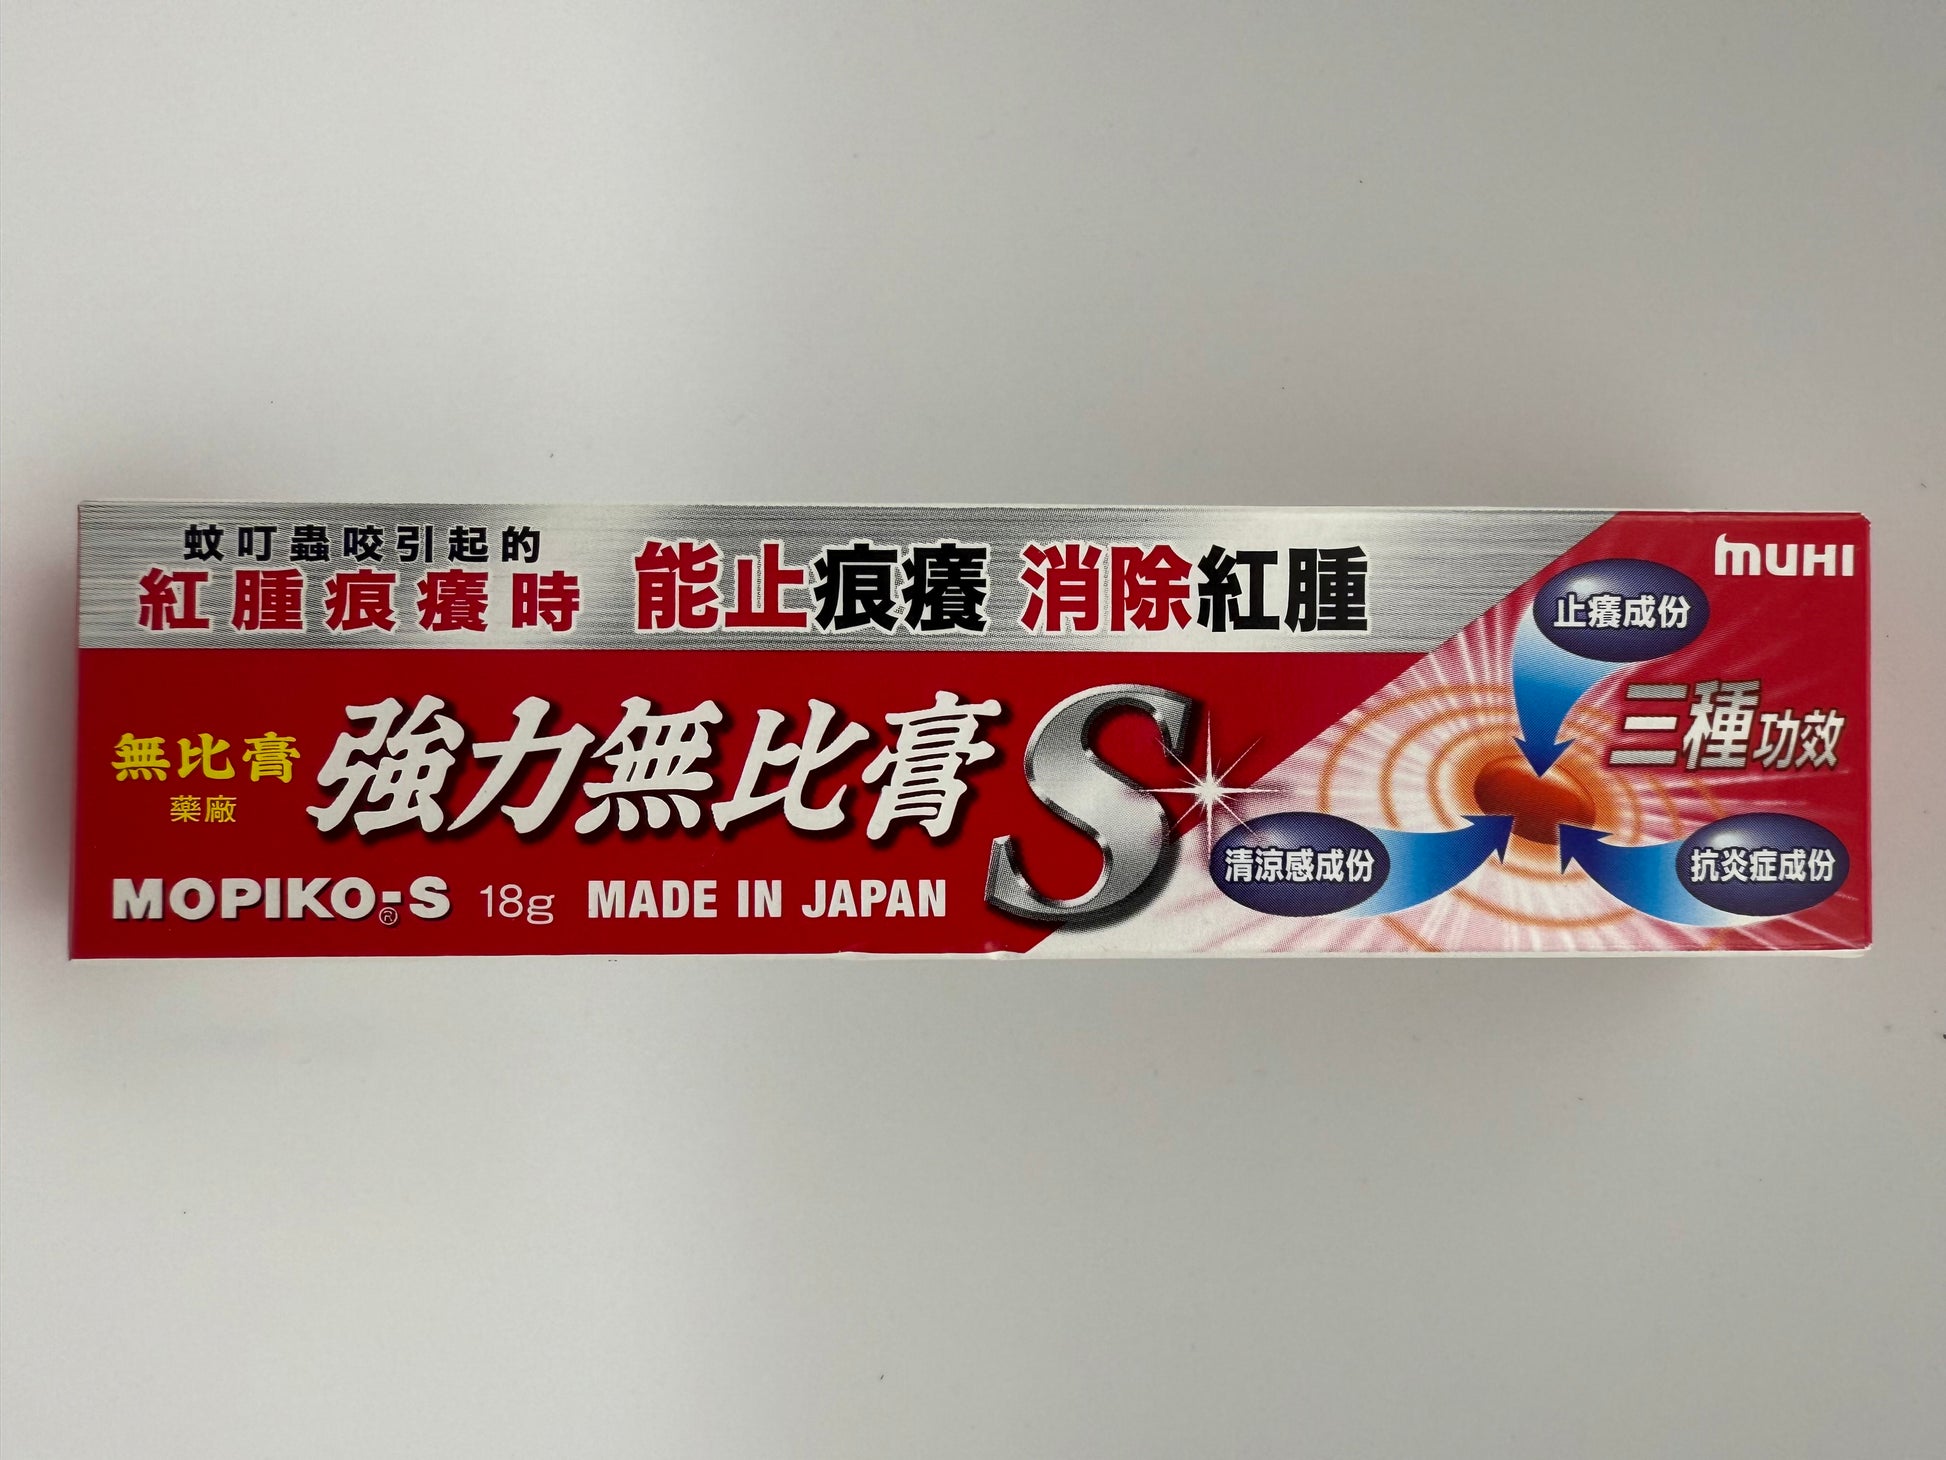 蚊叮蟲咬引起的
紅腫痕癢時 能止痕癢 消除紅腫
muHI
止癢成份
三種功效
無比膏
藥廠
強力無比膏S
清涼感成份
抗炎症成份
MOPIKO®-S 18g MADE IN JAPAN